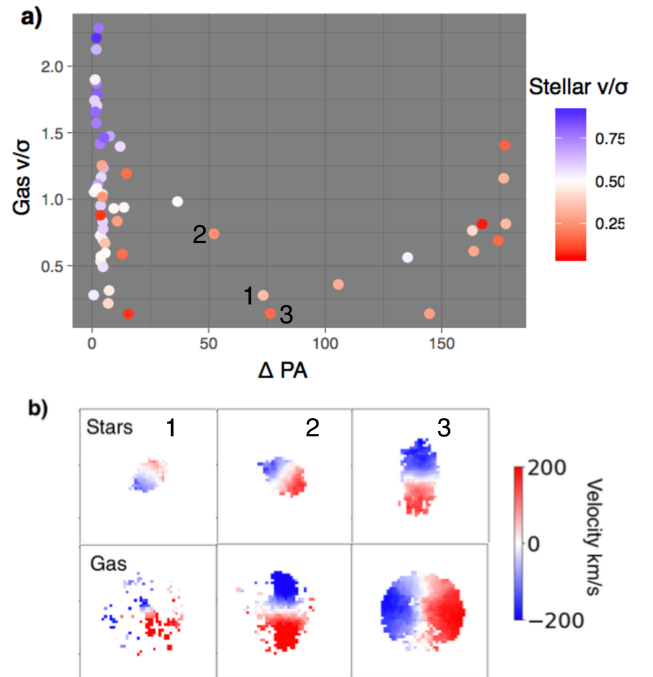 a)
Gas v/σ
2.0
1.5
1.0
0.5
0
50
100
150
Δ PA
2
1
3
Stellar v/σ
0.75
0.50
0.25
b)
Stars 1 2 3
Gas
200
0
−200
Velocity km/s